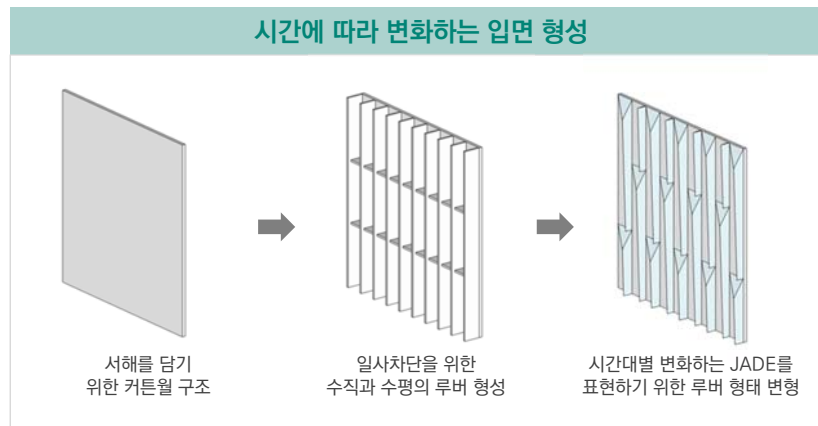 시간에 따라 변화하는 입면 형성
서해를 담기
위한 커튼월 구조
일사차단을 위한
수직과 수평의 루버 형성
시간대별 변화하는 JADE를
표현하기 위한 루버 형태 변형